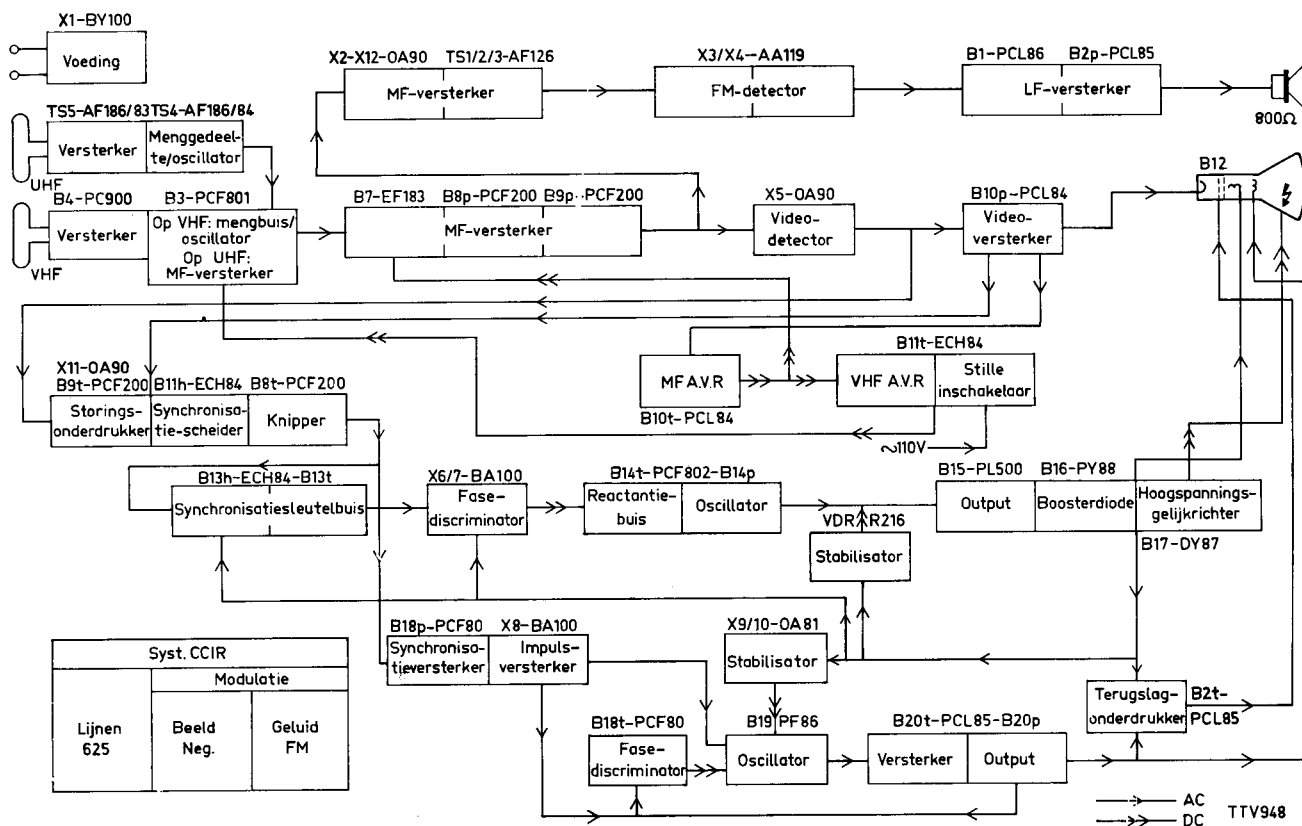 X1-BY100
Voeding
X2-X12-OA90 TS1/2/3-AF126
MF-versterker
X3/X4-AA119
FM-detector
B1-PCL86 B2p-PCL85
LF-versterker
800Ω
TS5-AF186/83 TS4-AF186/84
Versterker
Menggedeel-
te/oscillator
UHF
B4-PC900
B3-PCF801
Versterker
Op VHF: mengbuis/
oscillator
Op UHF:
MF-versterker
VHF
B7-EF183 B8p-PCF200 B9p-PCF200
MF-versterker
X5-OA90
Video-
detector
B10p-PCL84
Video-
versterker
B12
MF A.V.R
B10t-PCL84
B11t-ECH84
VHF A.V.R
Stille
inschakelaar
~110V
X11-OA90
B9t-PCF200 B11h-ECH84 B8t-PCF200
Storings-
onderdrukker
Synchronisa-
tie-scheider
Knipper
B13h-ECH84-B13t
Synchronisatiesleutelbuis
X6/7-BA100
Fase-
discriminator
B14t-PCF802-B14p
Reactantie-
buis
Oscillator
VDR R216
Stabilisator
B15-PL500 B16-PY88
Output
Boosterdiode
Hoogspannings-
gelijkrichter
B17-DY87
B18p-PCF80 X8-BA100
Synchronisa-
tieversterker
Impuls-
versterker
X9/10-OA81
Stabilisator
B18t-PCF80
Fase-
discriminator
B19 PF86
Oscillator
B20t-PCL85-B20p
Versterker
Output
Terugslag-
onderdrukker
B2t-
PCL85
Syst. CCIR
Modulatie
Lijnen
625
Beeld
Neg.
Geluid
FM
AC
DC
TTV948